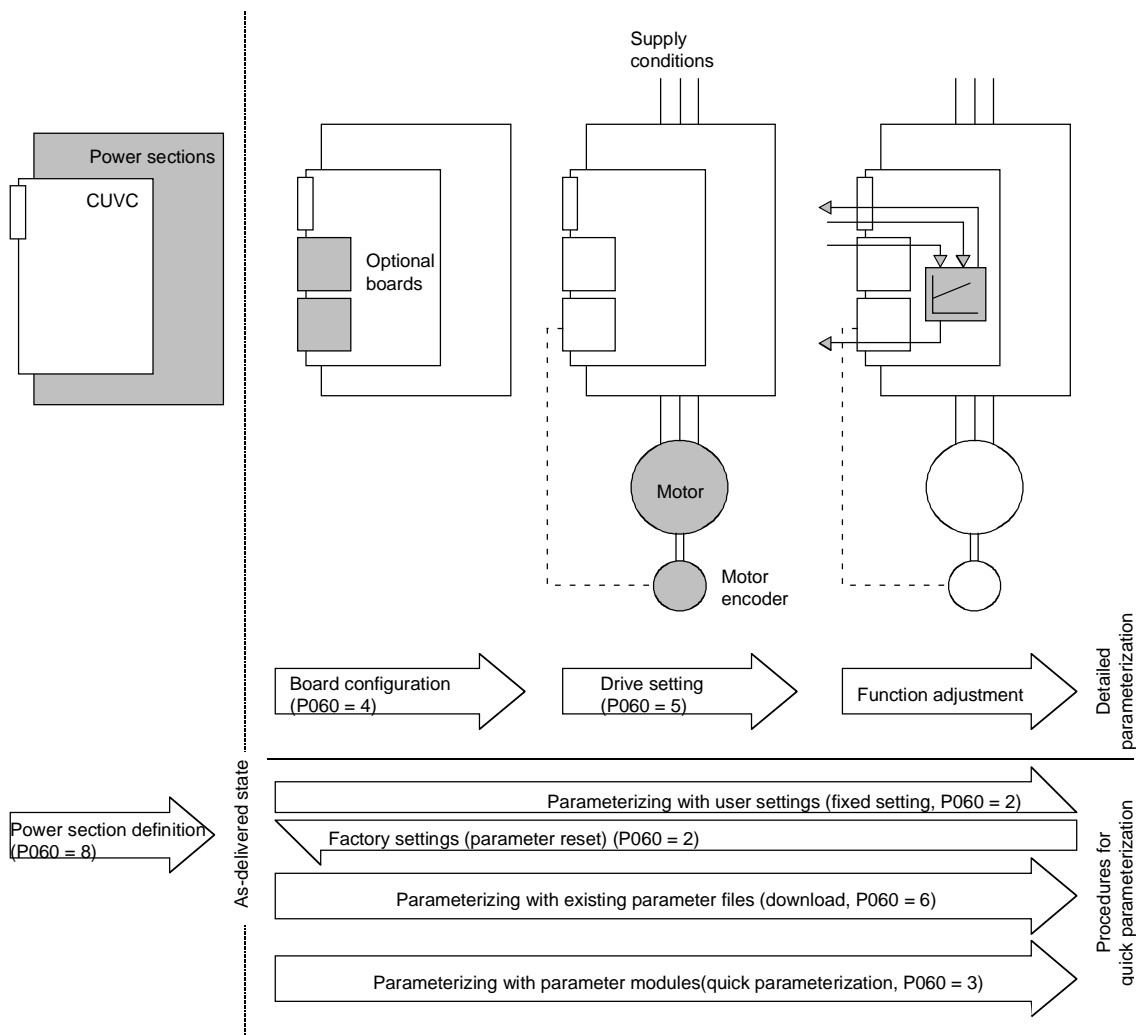 Supply
conditions
Power sections
CUVC
Optional
boards
Motor
Motor
encoder
Board configuration
(P060 = 4)
Drive setting
(P060 = 5)
Function adjustment
Detailed
parameterization
As-delivered state
Power section definition
(P060 = 8)
Parameterizing with user settings (fixed setting, P060 = 2)
Factory settings (parameter reset) (P060 = 2)
Parameterizing with existing parameter files (download, P060 = 6)
Parameterizing with parameter modules(quick parameterization, P060 = 3)
Procedures for
quick parameterization